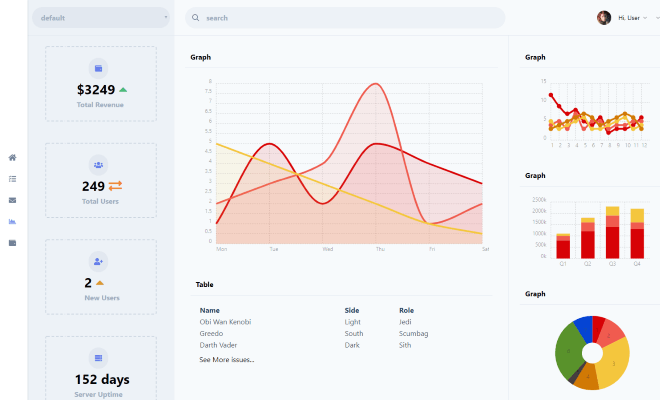 default
search
Hi, User
$3249
Total Revenue
249
Total Users
2
New Users
152 days
Server Uptime
Graph
8
7.5
7
6.5
6
5.5
5
4.5
4
3.5
3
2.5
2
1.5
1
0.5
0
Mon Tue Wed Thu Fri Sat
Table
Name Side Role
Obi Wan Kenobi Light Jedi
Greedo South Scumbag
Darth Vader Dark Sith
See More issues...
Graph
15
10
5
0
1 2 3 4 5 6 7 8 9 10 11 12
Graph
2500k
2000k
1500k
1000k
500k
0k
Q1 Q2 Q3 Q4
Graph